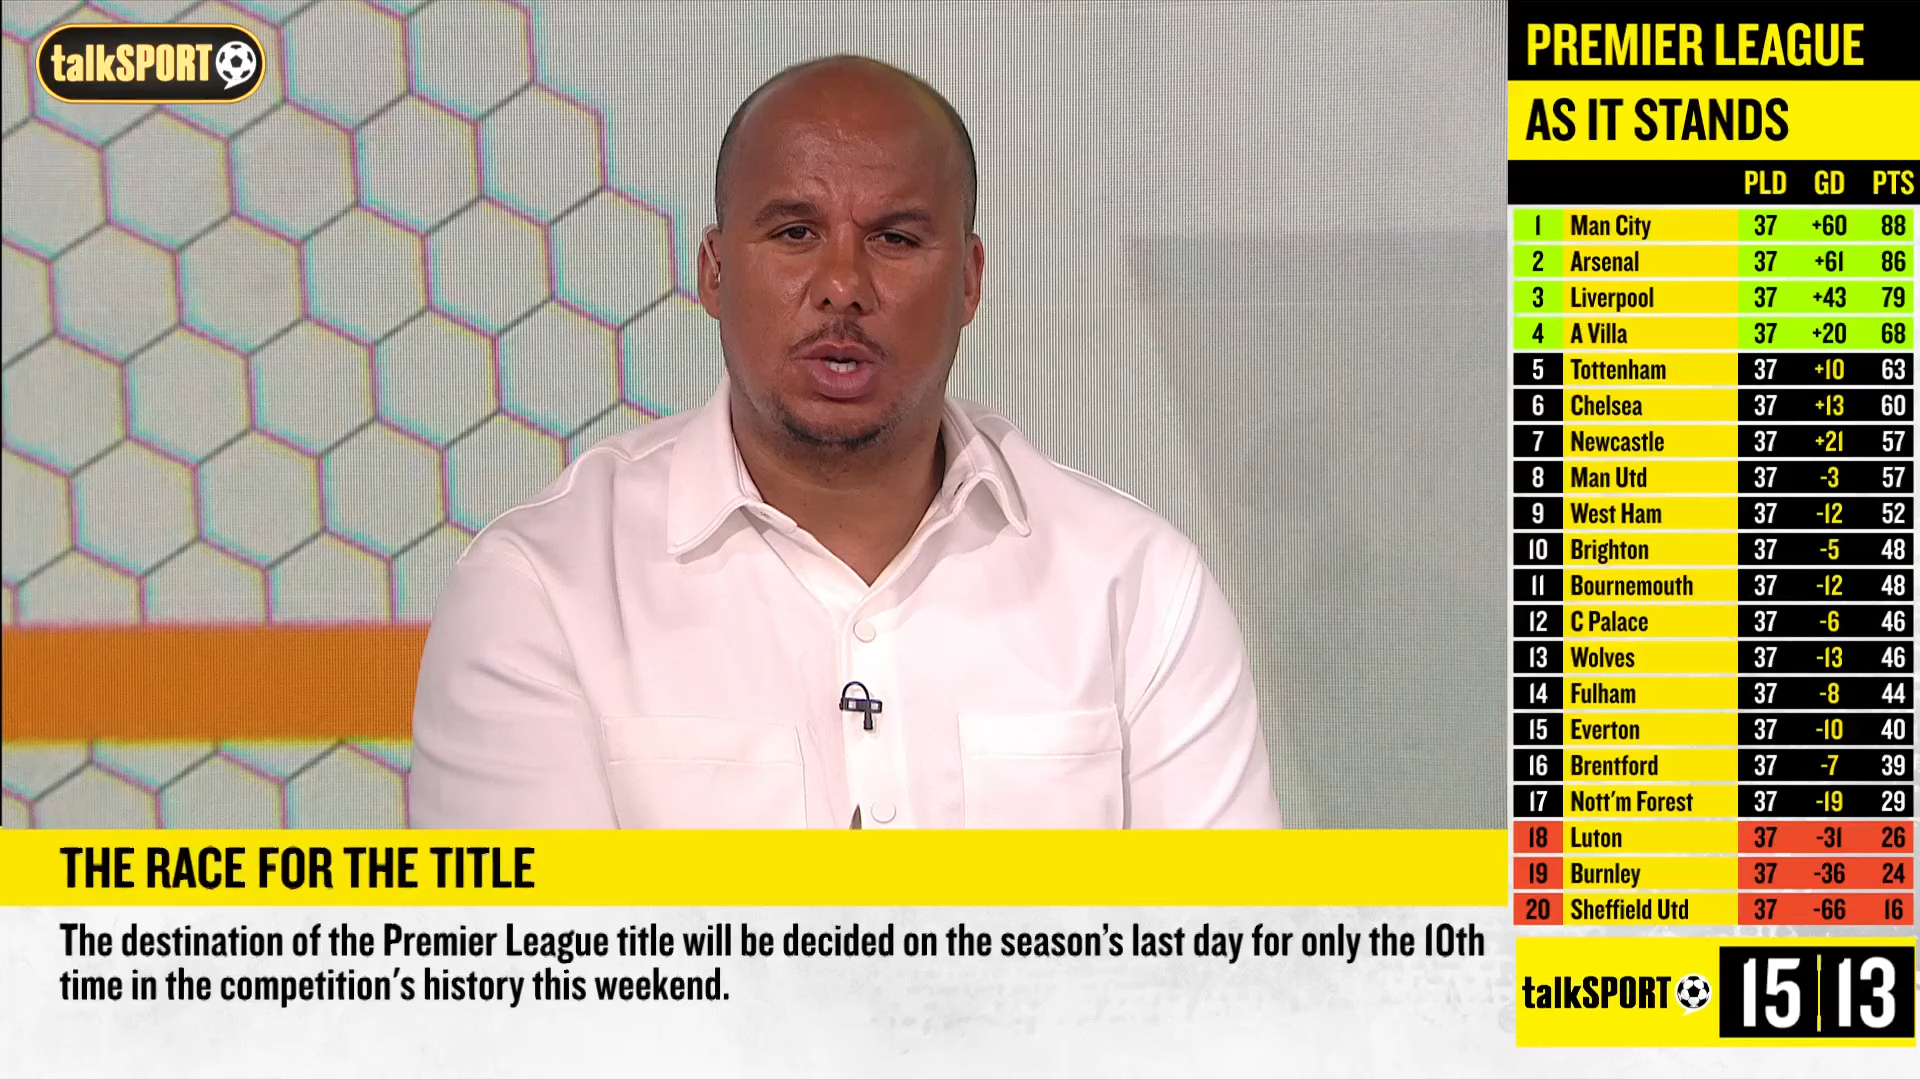 talkSPORT
PREMIER LEAGUE
AS IT STANDS
PLD GD PTS
1 Man City 37 +60 88
2 Arsenal 37 +61 86
3 Liverpool 37 +43 79
4 A Villa 37 +20 68
5 Tottenham 37 +10 63
6 Chelsea 37 +13 60
7 Newcastle 37 +21 57
8 Man Utd 37 -3 57
9 West Ham 37 -12 52
10 Brighton 37 -5 48
11 Bournemouth 37 -12 48
12 C Palace 37 -6 46
13 Wolves 37 -13 46
14 Fulham 37 -8 44
15 Everton 37 -10 40
16 Brentford 37 -7 39
17 Nott'm Forest 37 -19 29
18 Luton 37 -31 26
19 Burnley 37 -36 24
20 Sheffield Utd 37 -66 16
THE RACE FOR THE TITLE
The destination of the Premier League title will be decided on the season's last day for only the 10th
time in the competition's history this weekend.
talkSPORT 15 13